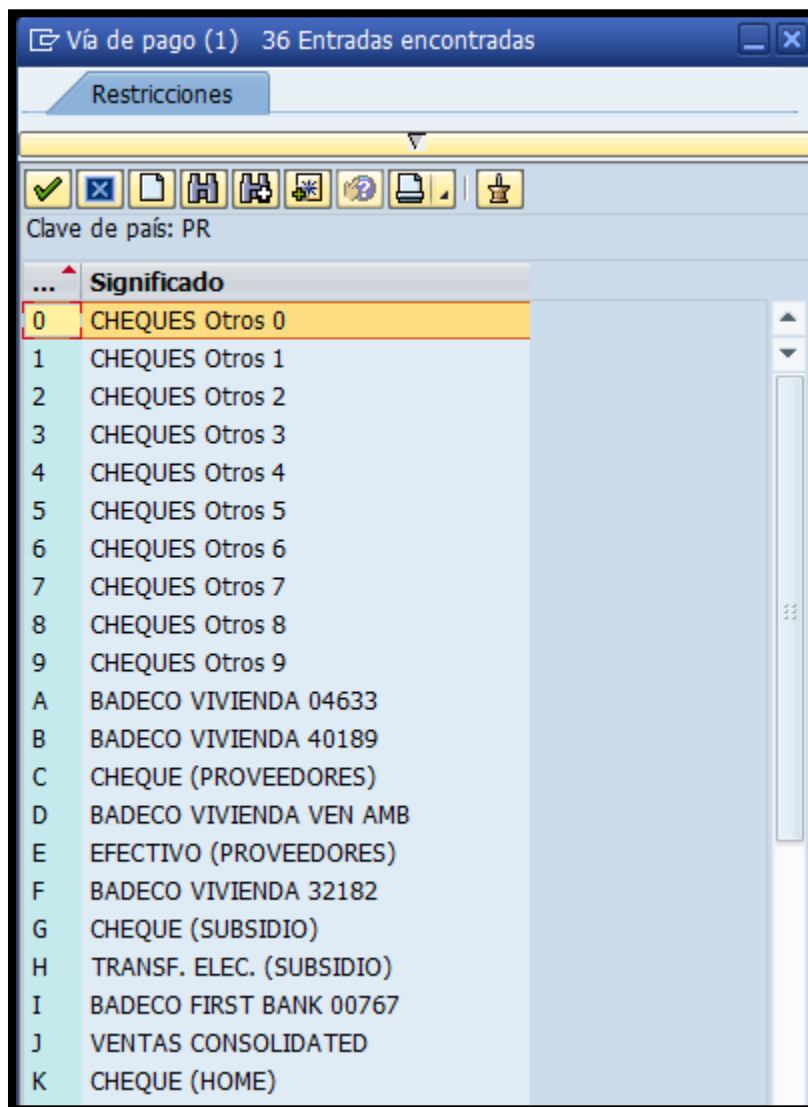 Vía de pago (1) 36 Entradas encontradas
Restricciones
Clave de país: PR
... Significado
0 CHEQUES Otros 0
1 CHEQUES Otros 1
2 CHEQUES Otros 2
3 CHEQUES Otros 3
4 CHEQUES Otros 4
5 CHEQUES Otros 5
6 CHEQUES Otros 6
7 CHEQUES Otros 7
8 CHEQUES Otros 8
9 CHEQUES Otros 9
A BADECO VIVIENDA 04633
B BADECO VIVIENDA 40189
C CHEQUE (PROVEEDORES)
D BADECO VIVIENDA VEN AMB
E EFECTIVO (PROVEEDORES)
F BADECO VIVIENDA 32182
G CHEQUE (SUBSIDIO)
H TRANSF. ELEC. (SUBSIDIO)
I BADECO FIRST BANK 00767
J VENTAS CONSOLIDATED
K CHEQUE (HOME)